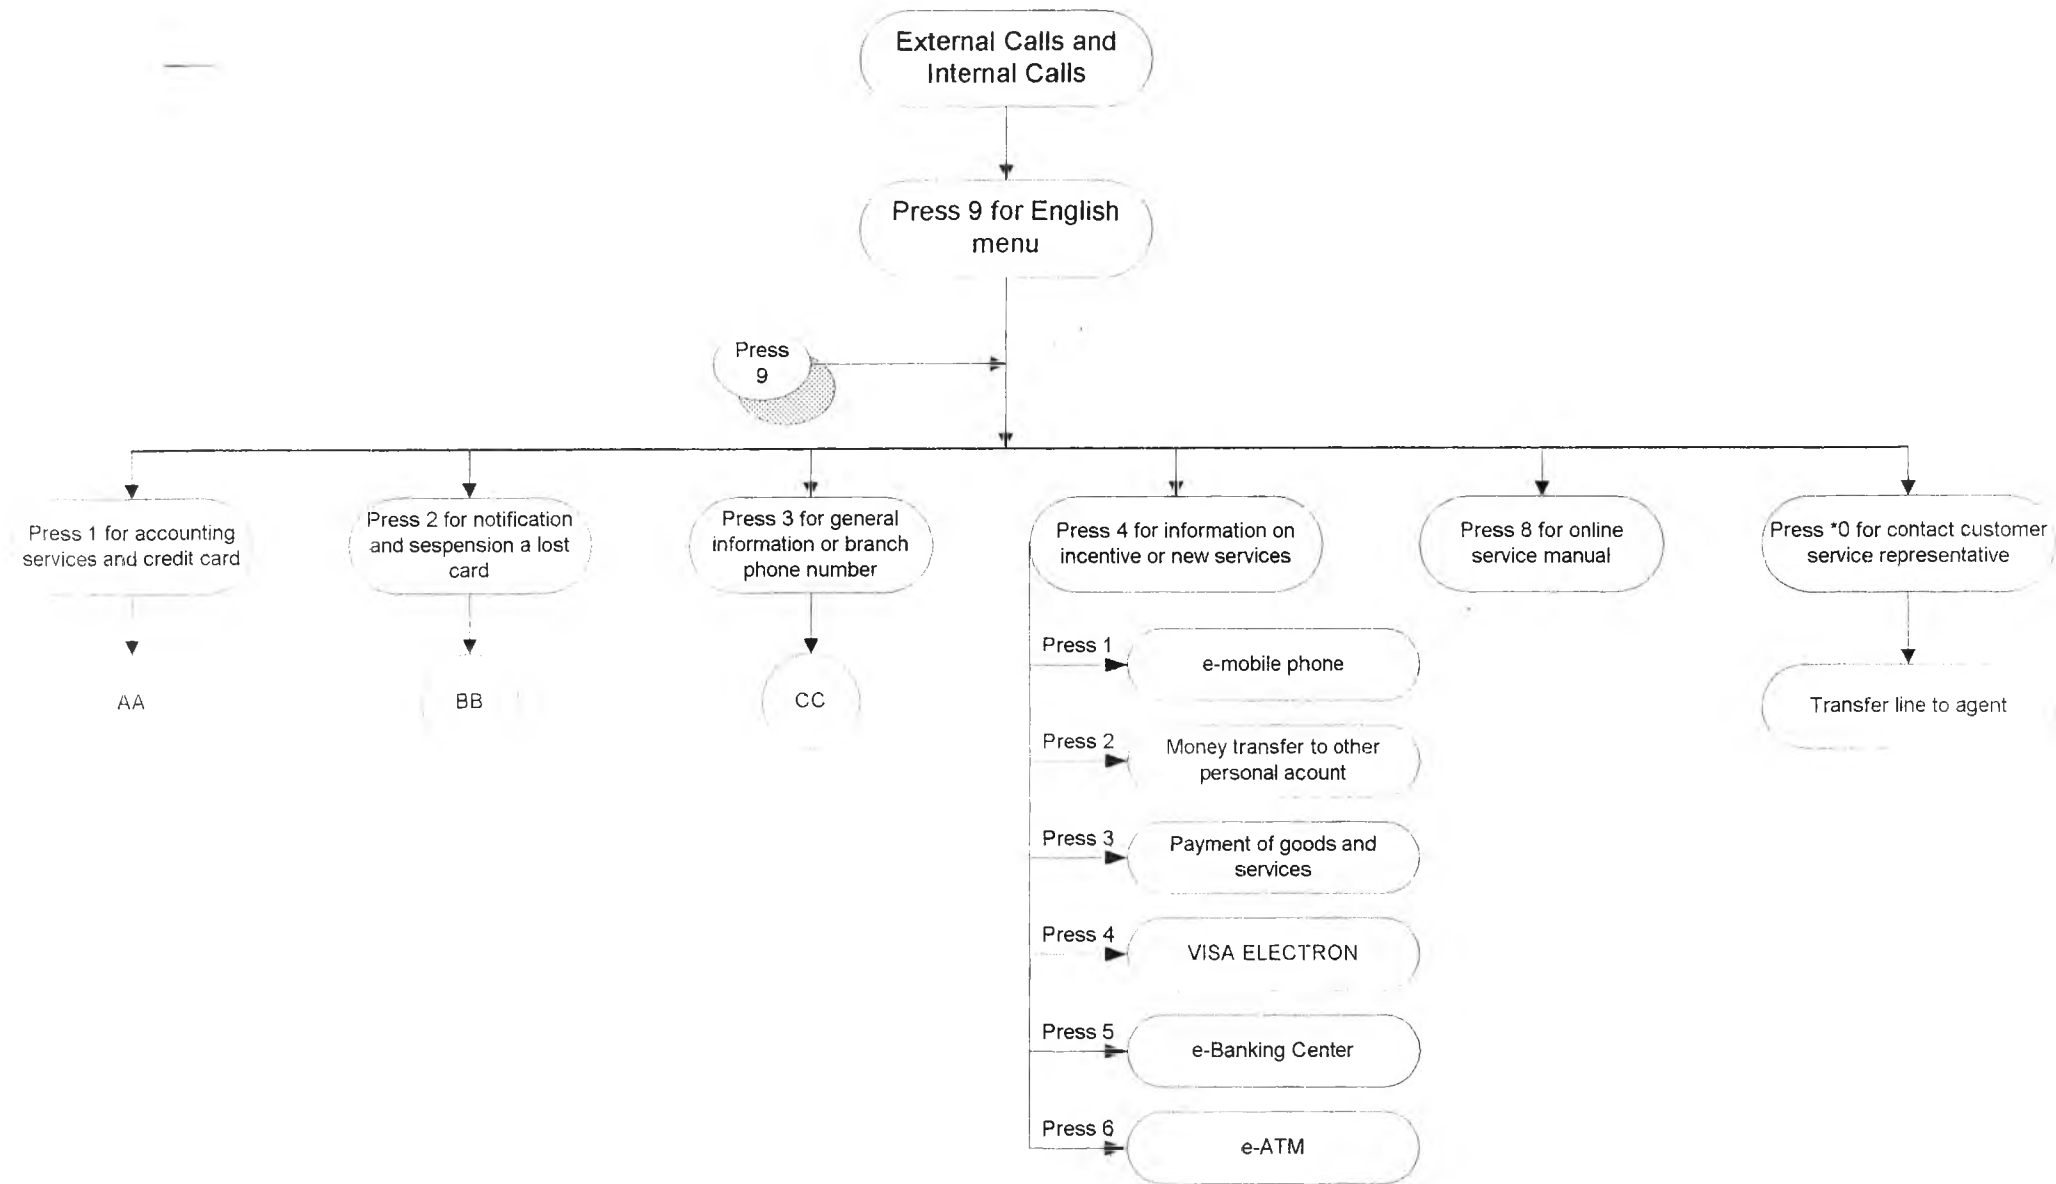 External Calls and
Internal Calls
Press 9 for English
menu
Press
9
Press 1 for accounting
services and credit card
Press 2 for notification
and sespension a lost
card
Press 3 for general
information or branch
phone number
Press 4 for information on
incentive or new services
Press 8 for online
service manual
Press *0 for contact customer
service representative
AA
BB
CC
Press 1
e-mobile phone
Press 2
Money transfer to other
personal acount
Press 3
Payment of goods and
services
Press 4
VISA ELECTRON
Press 5
e-Banking Center
Press 6
e-ATM
Transfer line to agent